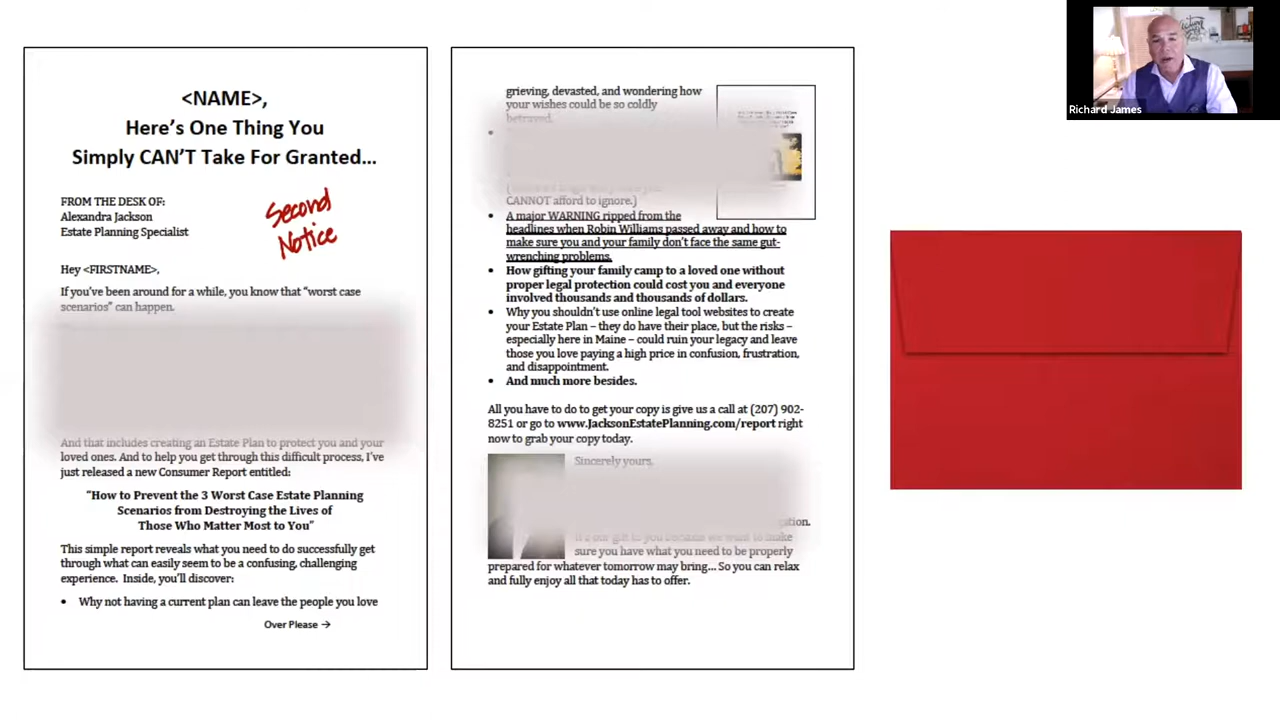 <NAME>,
Here's One Thing You
Simply CAN'T Take For Granted...
FROM THE DESK OF:
Alexandra Jackson
Estate Planning Specialist
Second
Notice
Hey <FIRSTNAME>,
If you've been around for a while, you know that "worst case
scenarios" can happen.
And that includes creating an Estate Plan to protect you and your
loved ones. And to help you get through this difficult process, I've
just released a new Consumer Report entitled:
"How to Prevent the 3 Worst Case Estate Planning
Scenarios from Destroying the Lives of
Those Who Matter Most to You"
This simple report reveals what you need to do successfully get
through what can easily seem to be a confusing, challenging
experience. Inside, you'll discover:
• Why not having a current plan can leave the people you love
Over Please →
grieving, devasted, and wondering how
your wishes could be so coldly
betrayed.
CANNOT afford to ignore.)
• A major WARNING ripped from the
headlines when Robin Williams passed away and how to
make sure you and your family don't face the same gut-
wrenching problems.
• How gifting your family camp to a loved one without
proper legal protection could cost you and everyone
involved thousands and thousands of dollars.
• Why you shouldn't use online legal tool websites to create
your Estate Plan – they do have their place, but the risks –
especially here in Maine – could ruin your legacy and leave
those you love paying a high price in confusion, frustration,
and disappointment.
• And much more besides.
All you have to do to get your copy is give us a call at (207) 902-
8251 or go to www.JacksonEstatePlanning.com/report right
now to grab your copy today.
Sincerely yours,
sure you have what you need to be properly
prepared for whatever tomorrow may bring... So you can relax
and fully enjoy all that today has to offer.
Richard James